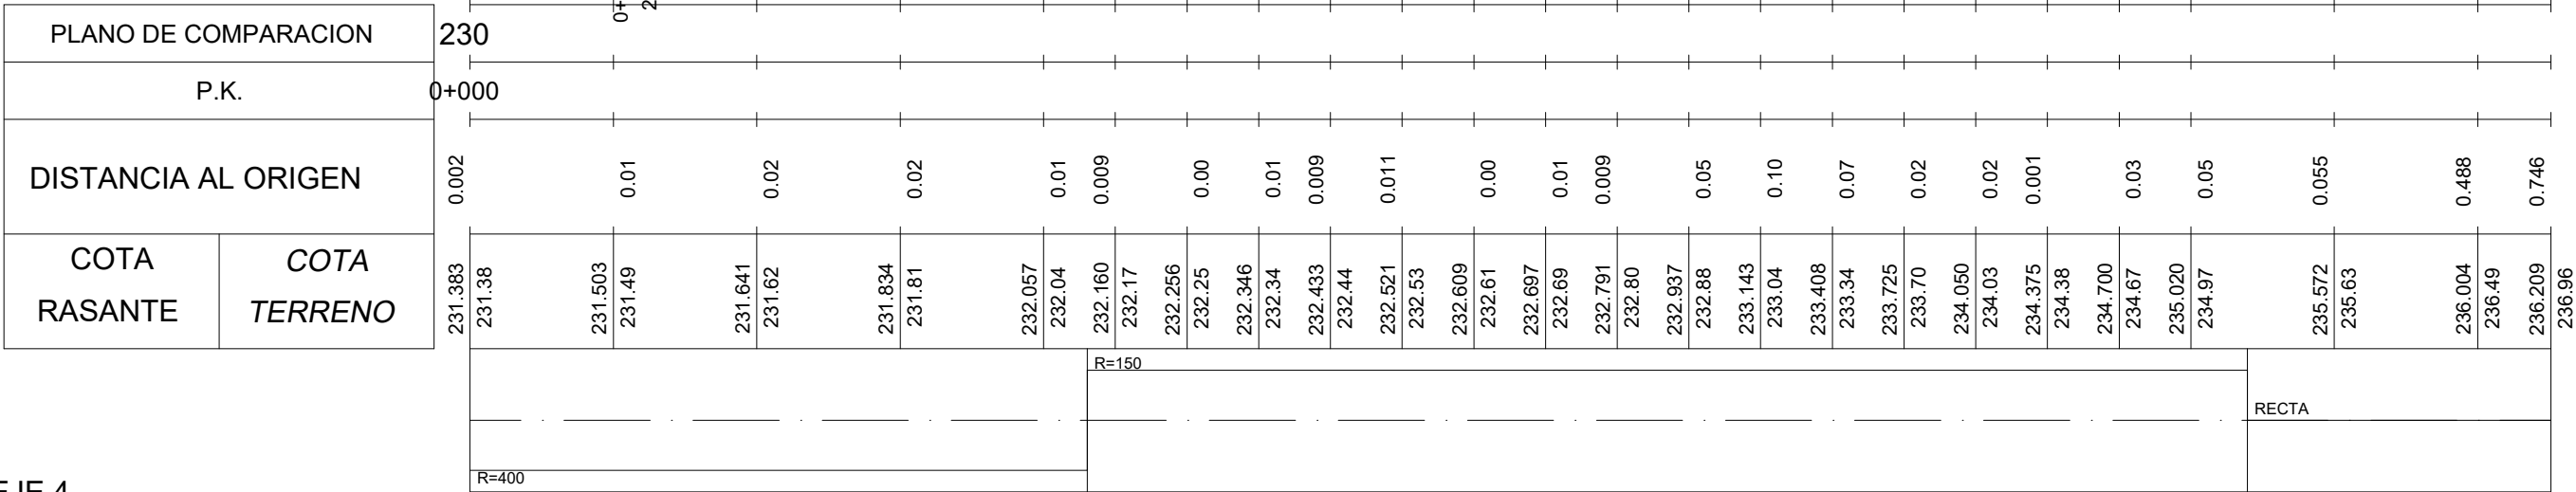 0+
2
PLANO DE COMPARACION 230
P.K. 0+000
DISTANCIA AL ORIGEN
0.002 0.01 0.02 0.02 0.01 0.009 0.00 0.01 0.009 0.011 0.00 0.01 0.009 0.05 0.10 0.07 0.02 0.02 0.001 0.03 0.05 0.055 0.488 0.746
COTA RASANTE
COTA TERRENO
231.383 231.503 231.641 231.834 232.057 232.160 232.256 232.346 232.433 232.521 232.609 232.697 232.791 232.937 233.143 233.408 233.725 234.050 234.375 234.700 235.020 235.572 236.004 236.209
231.38 231.49 231.62 231.81 232.04 232.17 232.25 232.34 232.44 232.53 232.61 232.69 232.80 232.88 233.04 233.34 233.70 234.03 234.38 234.67 234.97 235.63 236.49 236.96
R=150
RECTA
R=400
EJE 4